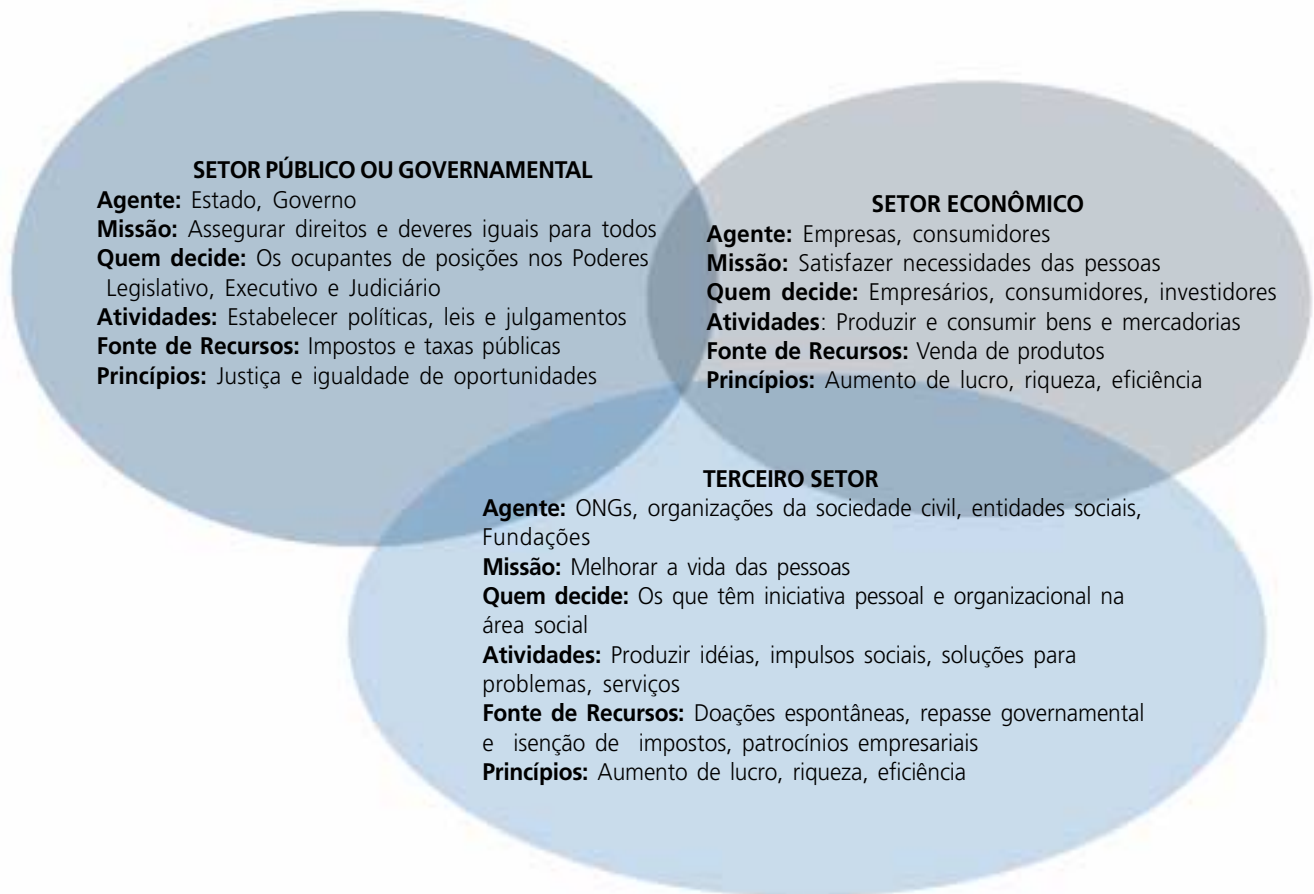 SETOR PÚBLICO OU GOVERNAMENTAL
Agente: Estado, Governo
Missão: Assegurar direitos e deveres iguais para todos
Quem decide: Os ocupantes de posições nos Poderes
Legislativo, Executivo e Judiciário
Atividades: Estabelecer políticas, leis e julgamentos
Fonte de Recursos: Impostos e taxas públicas
Princípios: Justiça e igualdade de oportunidades
SETOR ECONÔMICO
Agente: Empresas, consumidores
Missão: Satisfazer necessidades das pessoas
Quem decide: Empresários, consumidores, investidores
Atividades: Produzir e consumir bens e mercadorias
Fonte de Recursos: Venda de produtos
Princípios: Aumento de lucro, riqueza, eficiência
TERCEIRO SETOR
Agente: ONGs, organizações da sociedade civil, entidades sociais,
Fundações
Missão: Melhorar a vida das pessoas
Quem decide: Os que têm iniciativa pessoal e organizacional na
área social
Atividades: Produzir idéias, impulsos sociais, soluções para
problemas, serviços
Fonte de Recursos: Doações espontâneas, repasse governamental
e isenção de impostos, patrocínios empresariais
Princípios: Aumento de lucro, riqueza, eficiência